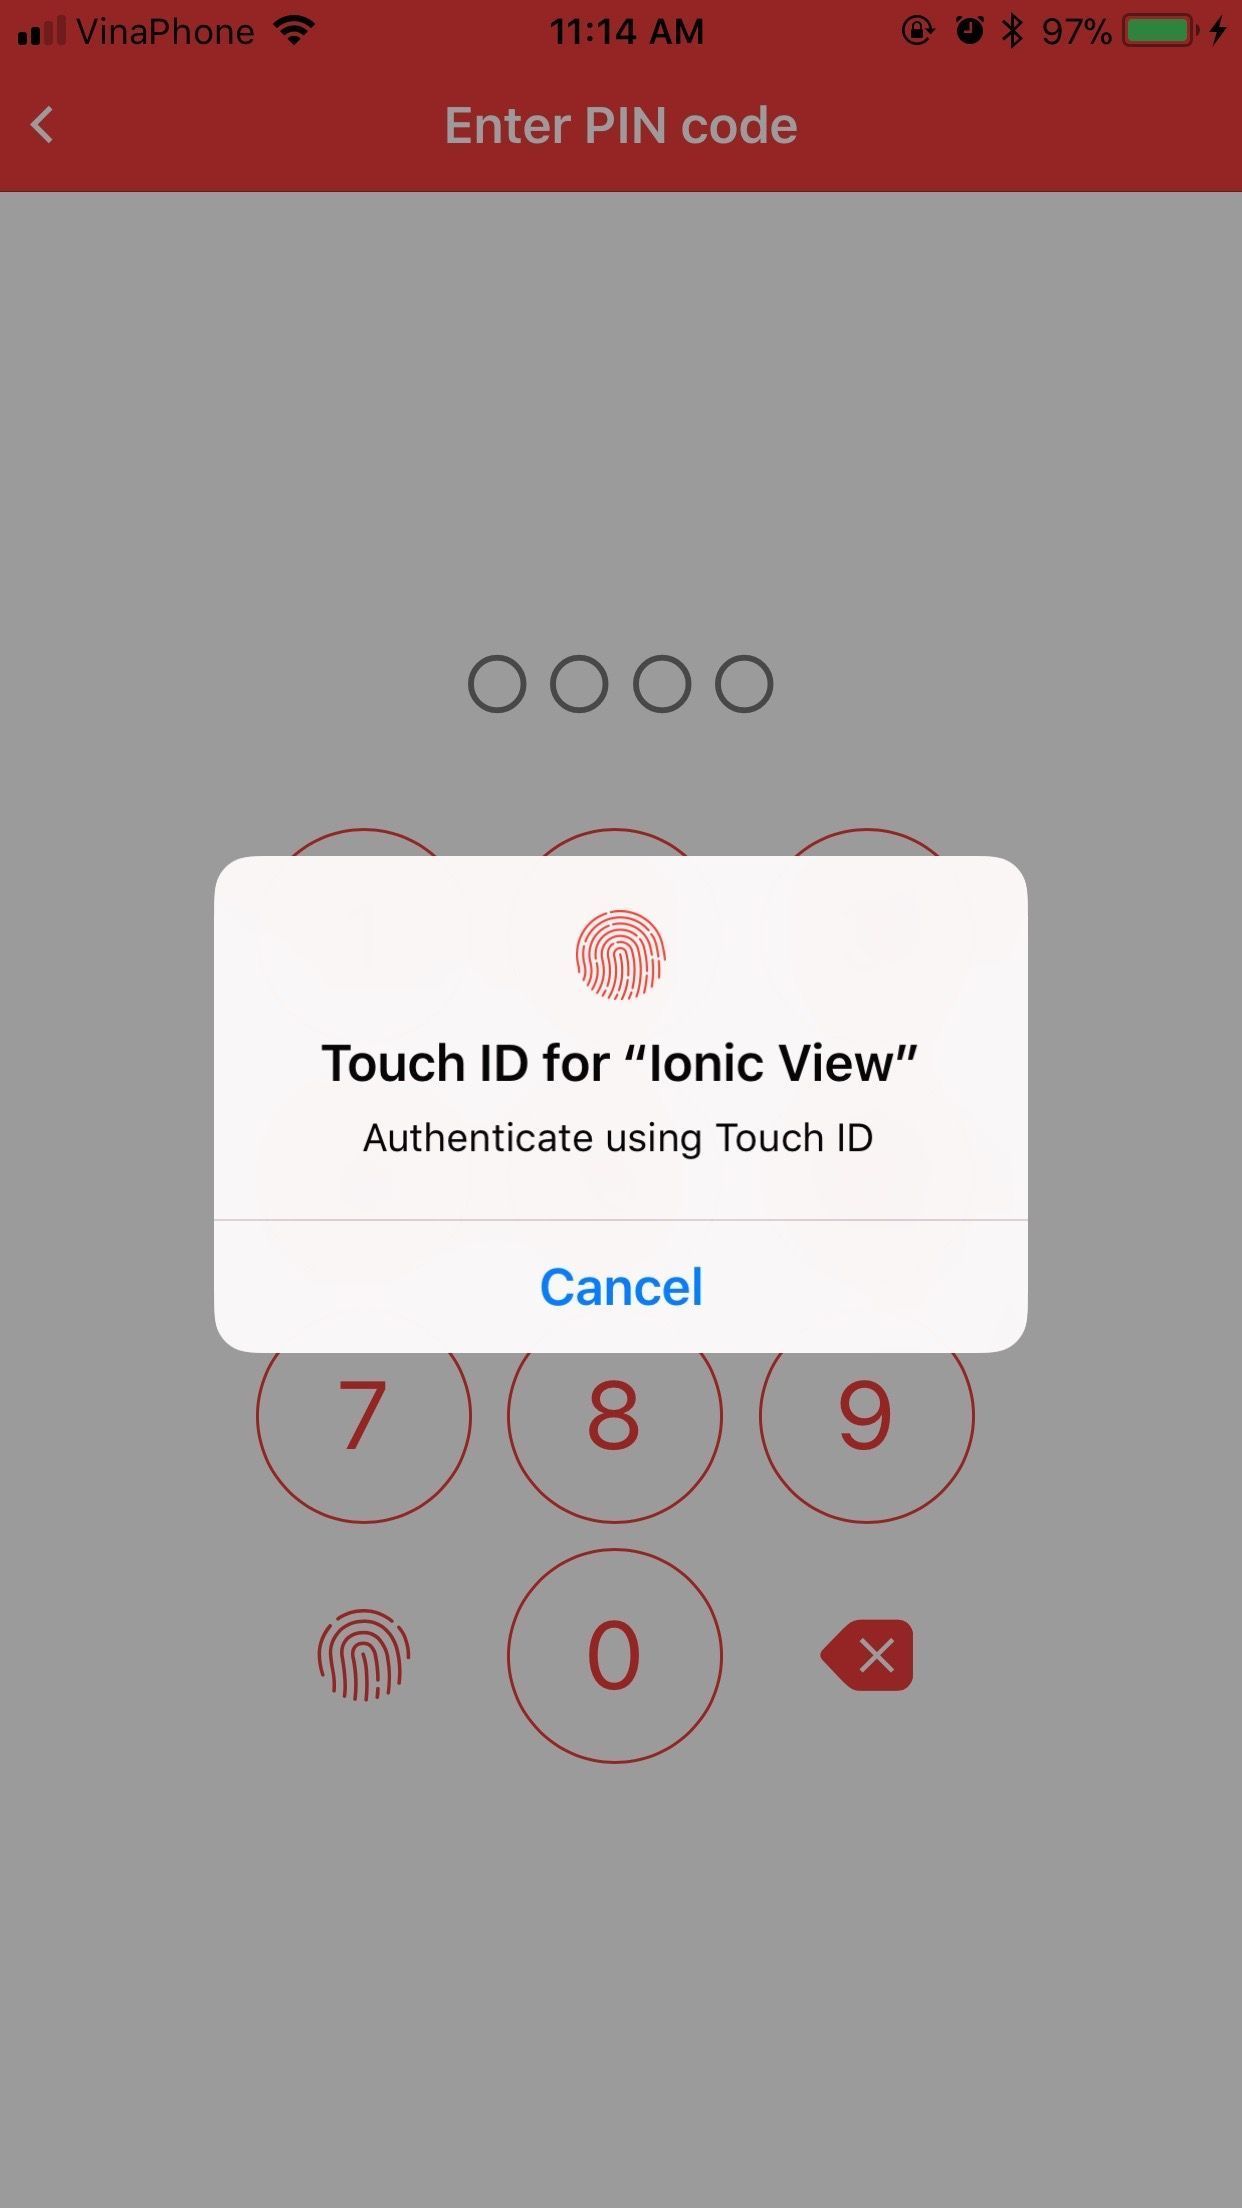 VinaPhone 11:14 AM 97%
Enter PIN code
Touch ID for “Ionic View”
Authenticate using Touch ID
Cancel
7 8 9
0